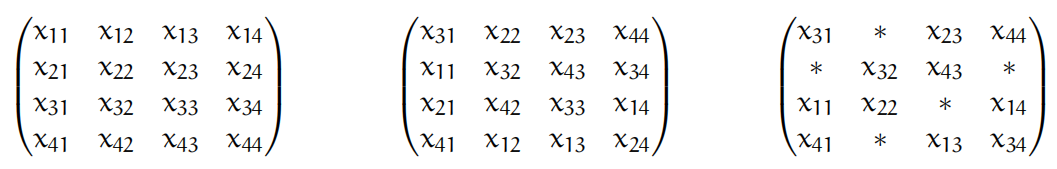 x11 x12 x13 x14 x31 x22 x23 x44 x31 * x23 x44
x21 x22 x23 x24 x11 x32 x43 x34 * x32 x43 *
x31 x32 x33 x34 x21 x42 x33 x14 x11 x22 * x14
x41 x42 x43 x44 x41 x12 x13 x24 x41 * x13 x34